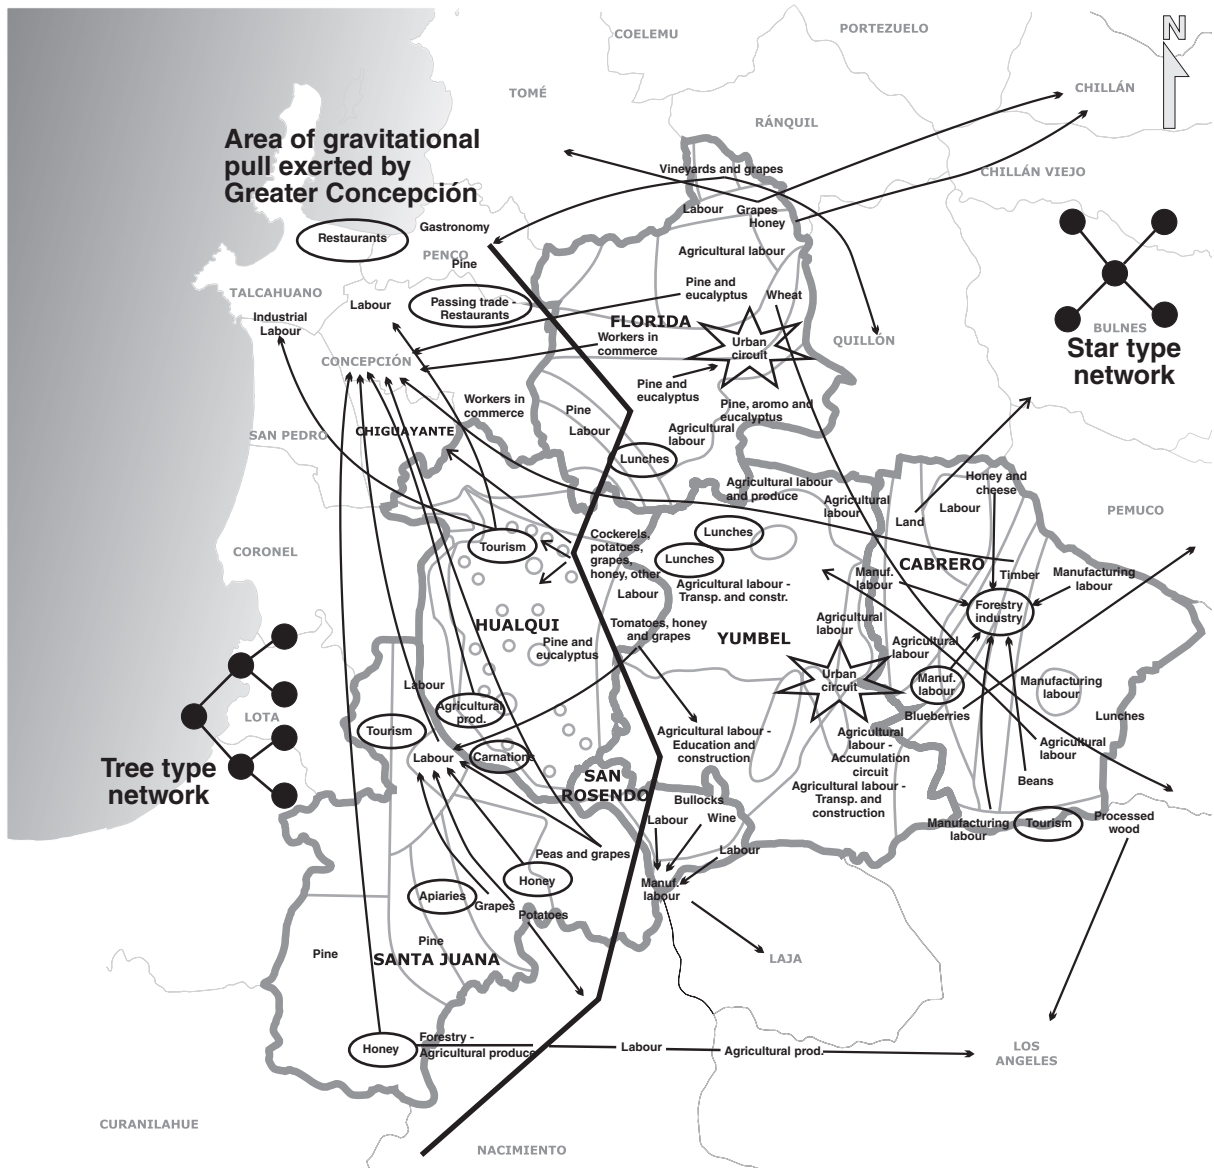 N
COELEMU
PORTEZUELO
TOMÉ
CHILLÁN
RÁNQUIL
Area of gravitational
pull exerted by
Greater Concepción
Vineyards and grapes
CHILLÁN VIEJO
Labour
Grapes
Honey
Restaurants
Gastronomy
PENCO
Pine
Agricultural labour
TALCAHUANO
Labour
Passing trade -
Restaurants
Pine and
eucalyptus
Wheat
Industrial
Labour
FLORIDA
BULNES
Star type
network
Workers in
commerce
Urban
circuit
QUILLÓN
CONCEPCIÓN
Pine and
eucalyptus
Workers in
commerce
Pine
Labour
Pine, aromo and
eucalyptus
Agricultural
labour
SAN PEDRO
CHIGUAYANTE
Lunches
Agricultural labour
and produce
Agricultural
labour
Honey and
cheese
Labour
Land
PEMUCO
CORONEL
Tourism
Cockerels,
potatoes,
grapes,
honey, other
Labour
Lunches
Lunches
Agricultural labour -
Transp. and constr.
CABRERO
Manuf.
labour
Timber
Manufacturing
labour
Forestry
industry
HUALQUI
Pine and
eucalyptus
Tomatoes, honey
and grapes
YUMBEL
Agricultural
labour
Agricultural
labour
Urban
circuit
Manuf.
labour
Manufacturing
labour
Blueberries
Lunches
Labour
Agricultural
prod.
LOTA
Tourism
Labour
Carnations
Agricultural labour -
Education and
construction
Agricultural
labour -
Accumulation
circuit
Agricultural labour -
Transp. and
construction
Agricultural
labour
Beans
Tree type
network
SAN
ROSENDO
Bullocks
Labour
Wine
Manufacturing
labour
Tourism
Processed
wood
Labour
Peas and grapes
Honey
Manuf.
labour
Apiaries
Grapes
Potatoes
Pine
Pine
SANTA JUANA
LAJA
Honey
Forestry -
Agricultural produce
Labour
Agricultural prod.
LOS
ANGELES
CURANILAHUE
NACIMIENTO